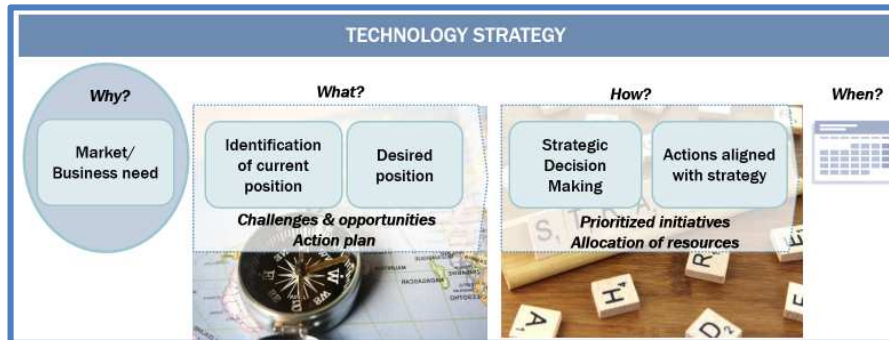 TECHNOLOGY STRATEGY
Why?
Market/
Business need
What?
Identification
of current
position
Desired
position
Challenges & opportunities
Action plan
How?
Strategic
Decision
Making
Actions aligned
with strategy
Prioritized initiatives
Allocation of resources
When?
S T R A
R
E
H
A
D
E
MADAGASCAR